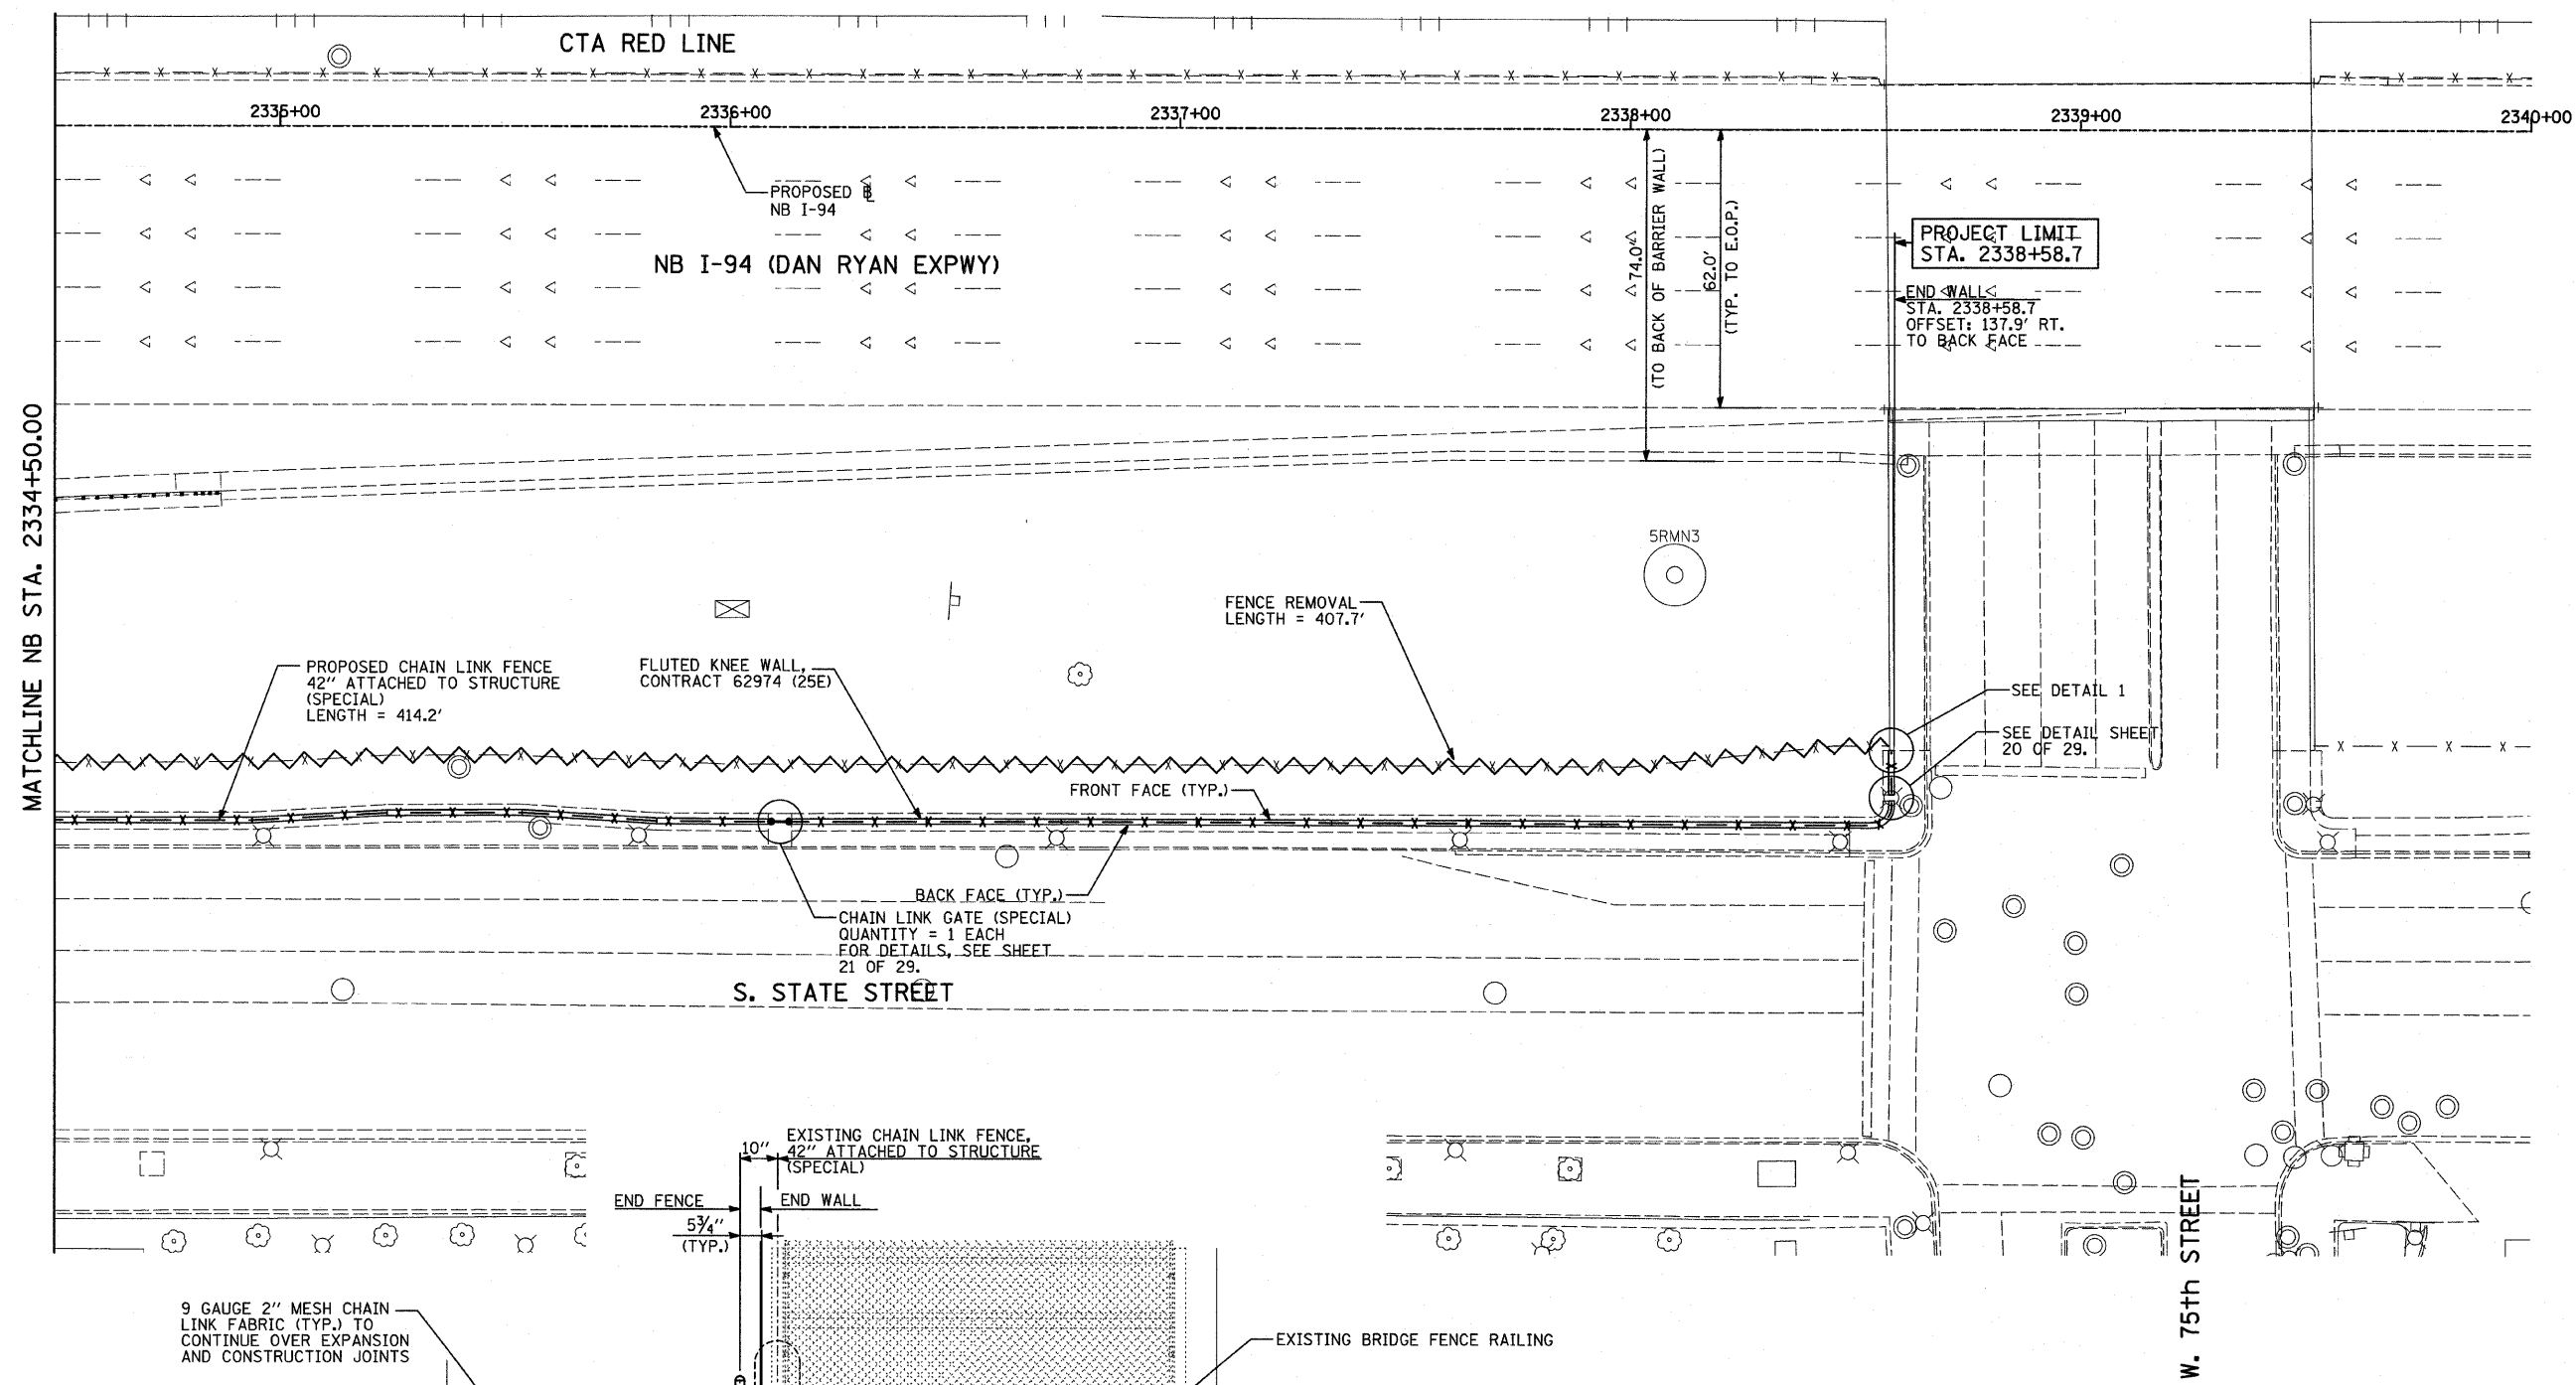 CTA RED LINE
2335+00
2336+00
2337+00
2338+00
2339+00
2340+00
PROPOSED ℄
NB I-94
NB I-94 (DAN RYAN EXPWY)
74.0'
(TO BACK OF BARRIER WALL)
62.0'
(TYP. TO E.O.P.)
PROJECT LIMIT
STA. 2338+58.7
END WALL
STA. 2338+58.7
OFFSET: 137.9' RT.
TO BACK FACE
MATCHLINE NB STA. 2334+50.00
5RMN3
FENCE REMOVAL
LENGTH = 407.7'
PROPOSED CHAIN LINK FENCE
42" ATTACHED TO STRUCTURE
(SPECIAL)
LENGTH = 414.2'
FLUTED KNEE WALL,
CONTRACT 62974 (25E)
SEE DETAIL 1
SEE DETAIL SHEET
20 OF 29.
FRONT FACE (TYP.)
BACK FACE (TYP.)
CHAIN LINK GATE (SPECIAL)
QUANTITY = 1 EACH
FOR DETAILS, SEE SHEET
21 OF 29.
S. STATE STREET
10"
EXISTING CHAIN LINK FENCE,
42" ATTACHED TO STRUCTURE
(SPECIAL)
END FENCE
END WALL
5¾"
(TYP.)
W. 75th STREET
9 GAUGE 2" MESH CHAIN
LINK FABRIC (TYP.) TO
CONTINUE OVER EXPANSION
AND CONSTRUCTION JOINTS
EXISTING BRIDGE FENCE RAILING